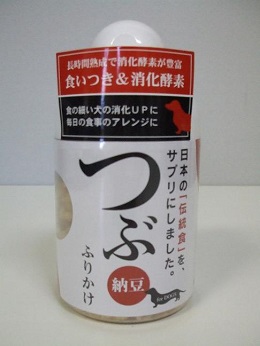 長時間熟成で消化酵素が豊富
食いつき&消化酵素
食の細い犬の消化UPに
毎日の食事のアレンジに
日本の「伝統食」を、
サプリにしました。
つぶ
納豆
ふりかけ
for DOGS